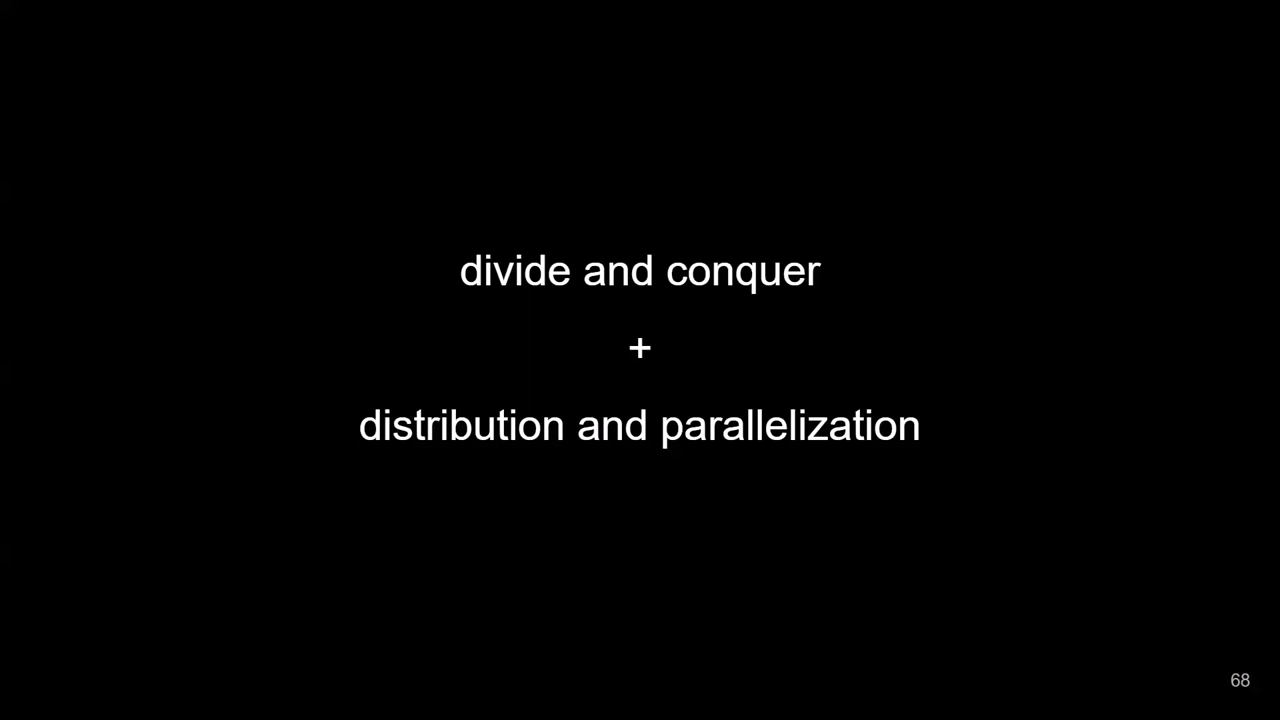 divide and conquer
+
distribution and parallelization
68